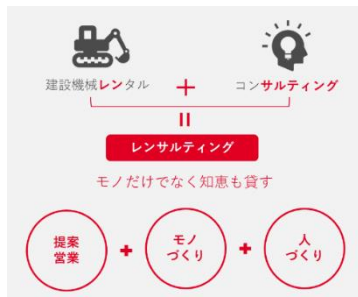 建設機械レンタル + コンサルティング
=
レンサルティング
モノだけでなく知恵も貸す
提案
営業
+
モノ
づくり
+
人
づくり